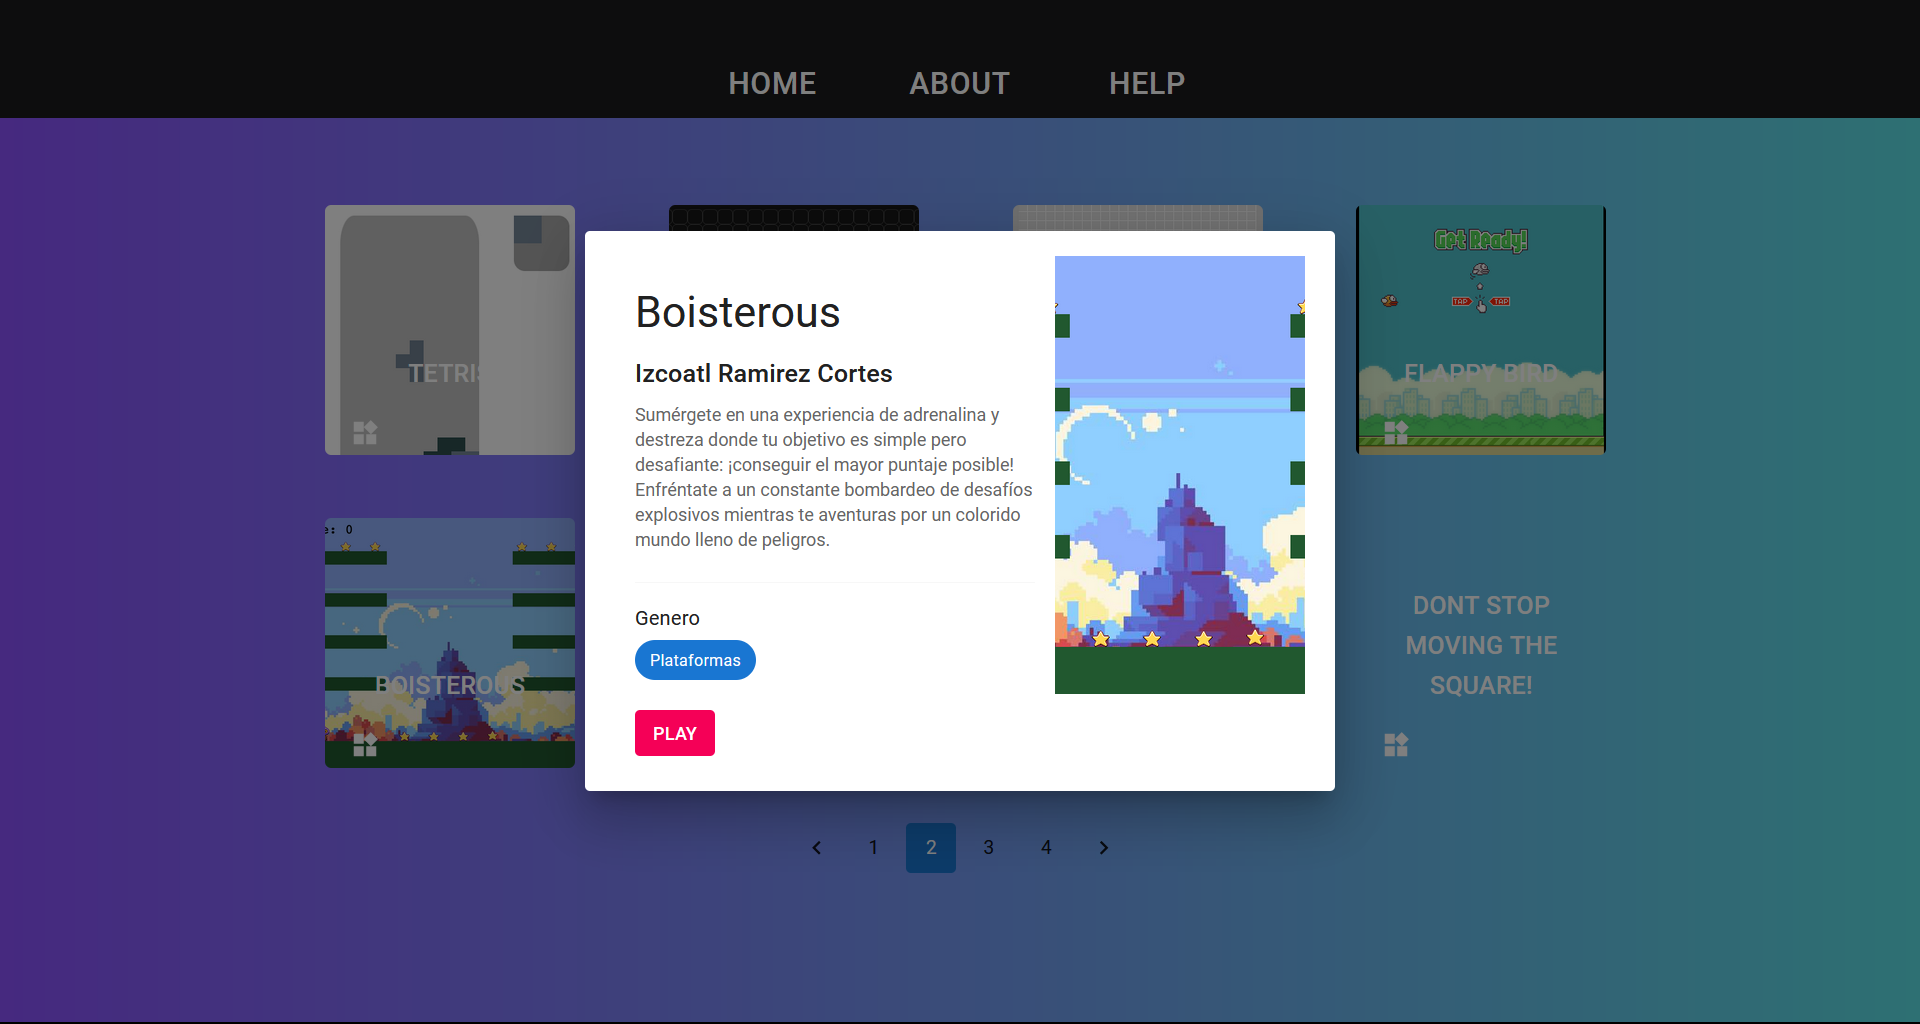 HOME ABOUT HELP
Get Ready!
TAP TAP
TETRIS
FLAPPY BIRD
Boisterous
Izcoatl Ramirez Cortes
Sumérgete en una experiencia de adrenalina y
destreza donde tu objetivo es simple pero
desafiante: ¡conseguir el mayor puntaje posible!
Enfréntate a un constante bombardeo de desafíos
explosivos mientras te aventuras por un colorido
mundo lleno de peligros.
Genero
Plataformas
PLAY
e: 0
BOISTEROUS
DONT STOP
MOVING THE
SQUARE!
1 2 3 4